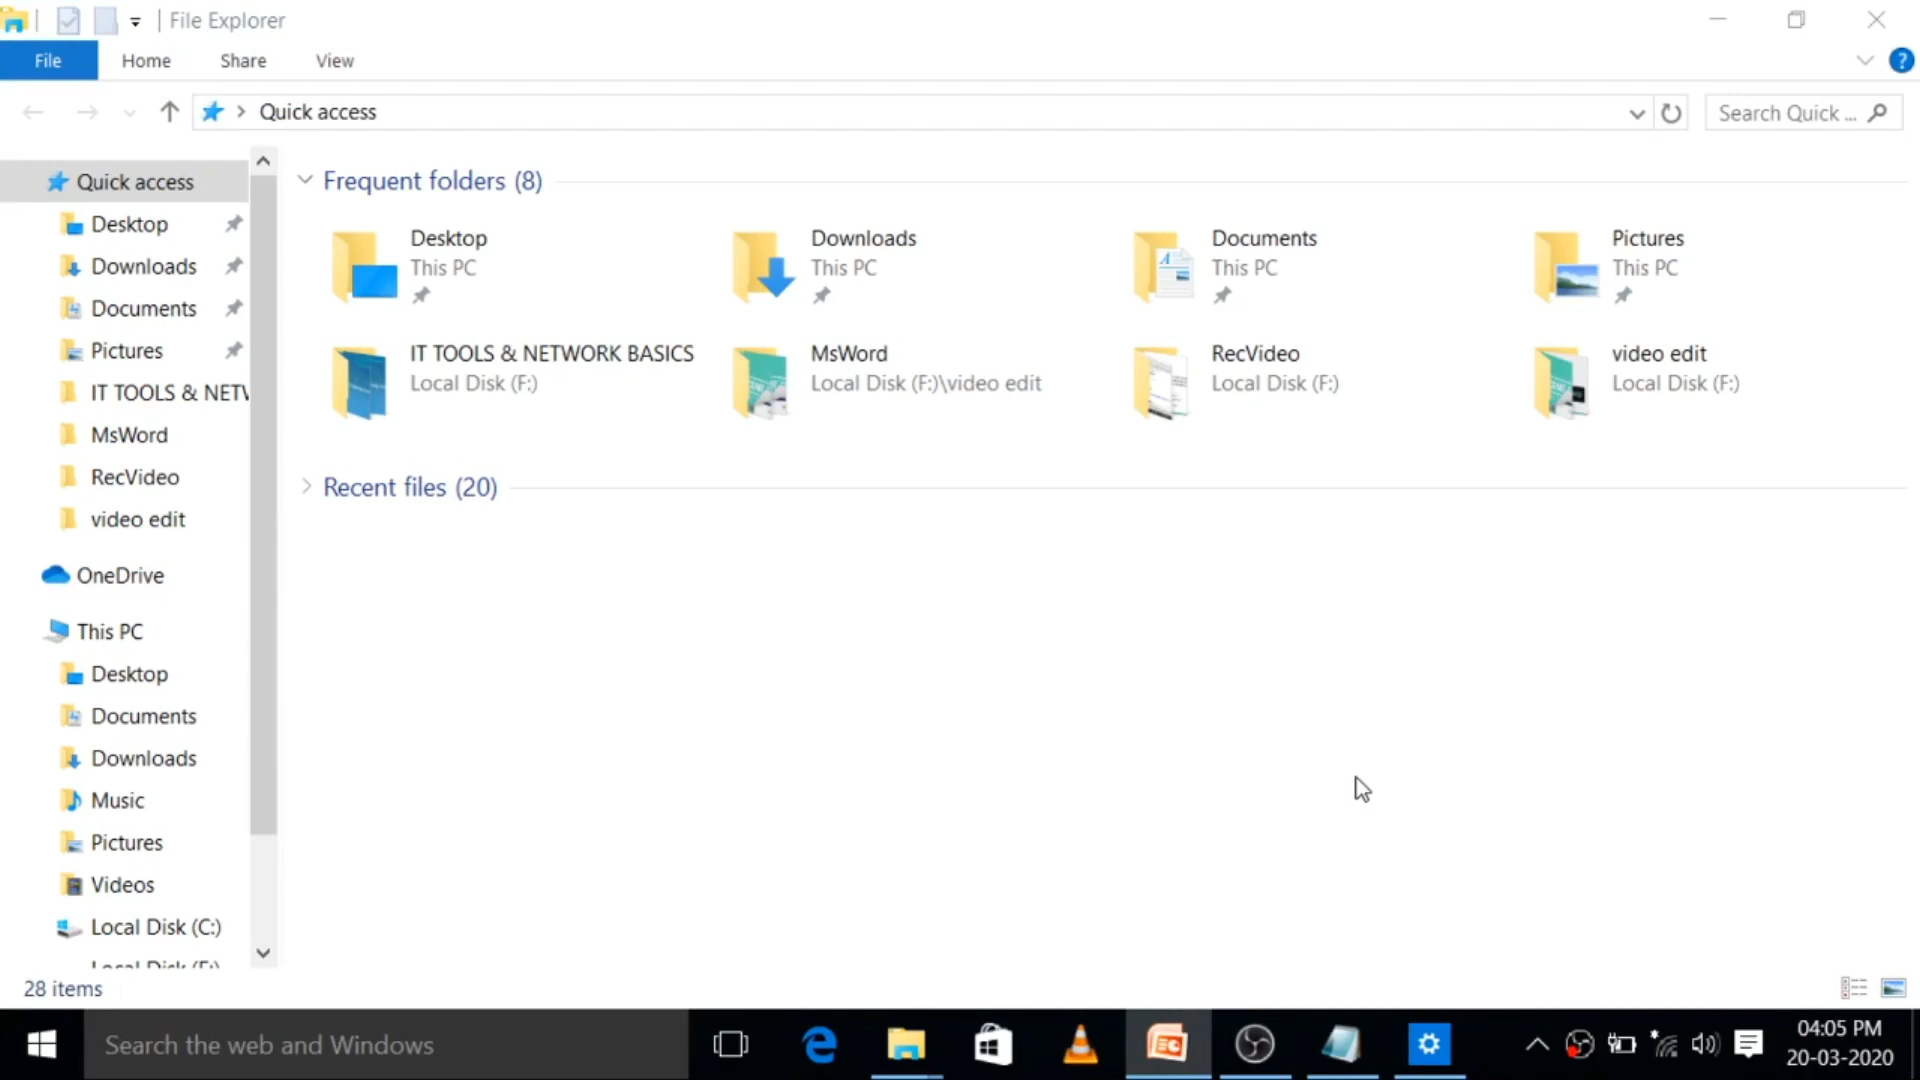 File Explorer
File Home Share View
Quick access Search Quick ...
Quick access
Desktop
Downloads
Documents
Pictures
IT TOOLS & NETW
MsWord
RecVideo
video edit
OneDrive
This PC
Desktop
Documents
Downloads
Music
Pictures
Videos
Local Disk (C:)
Frequent folders (8)
Desktop
This PC
Downloads
This PC
Documents
This PC
Pictures
This PC
IT TOOLS & NETWORK BASICS
Local Disk (F:)
MsWord
Local Disk (F:)\video edit
RecVideo
Local Disk (F:)
video edit
Local Disk (F:)
Recent files (20)
28 items
Search the web and Windows
04:05 PM
20-03-2020